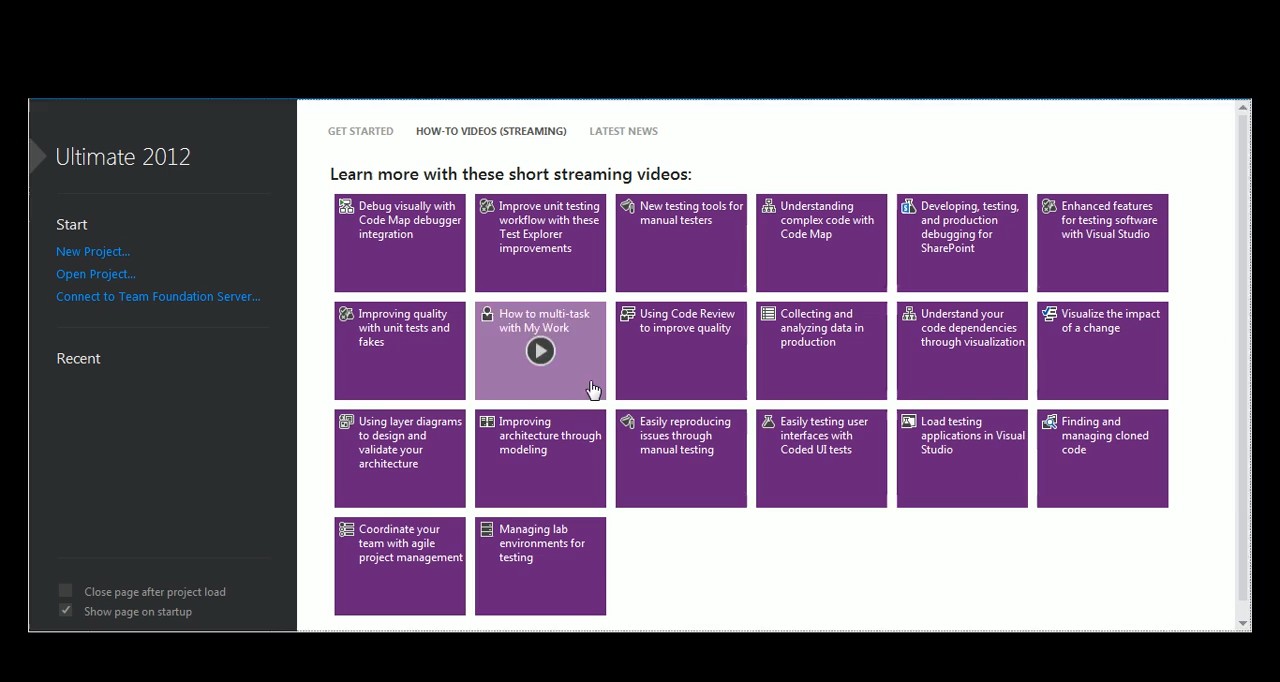 Ultimate 2012
Start
New Project...
Open Project...
Connect to Team Foundation Server...
Recent
Close page after project load
Show page on startup
GET STARTED HOW-TO VIDEOS (STREAMING) LATEST NEWS
Learn more with these short streaming videos:
Debug visually with
Code Map debugger
integration
Improve unit testing
workflow with these
Test Explorer
improvements
New testing tools for
manual testers
Understanding
complex code with
Code Map
Developing, testing,
and production
debugging for
SharePoint
Enhanced features
for testing software
with Visual Studio
Improving quality
with unit tests and
fakes
How to multi-task
with My Work
Using Code Review
to improve quality
Collecting and
analyzing data in
production
Understand your
code dependencies
through visualization
Visualize the impact
of a change
Using layer diagrams
to design and
validate your
architecture
Improving
architecture through
modeling
Easily reproducing
issues through
manual testing
Easily testing user
interfaces with
Coded UI tests
Load testing
applications in Visual
Studio
Finding and
managing cloned
code
Coordinate your
team with agile
project management
Managing lab
environments for
testing